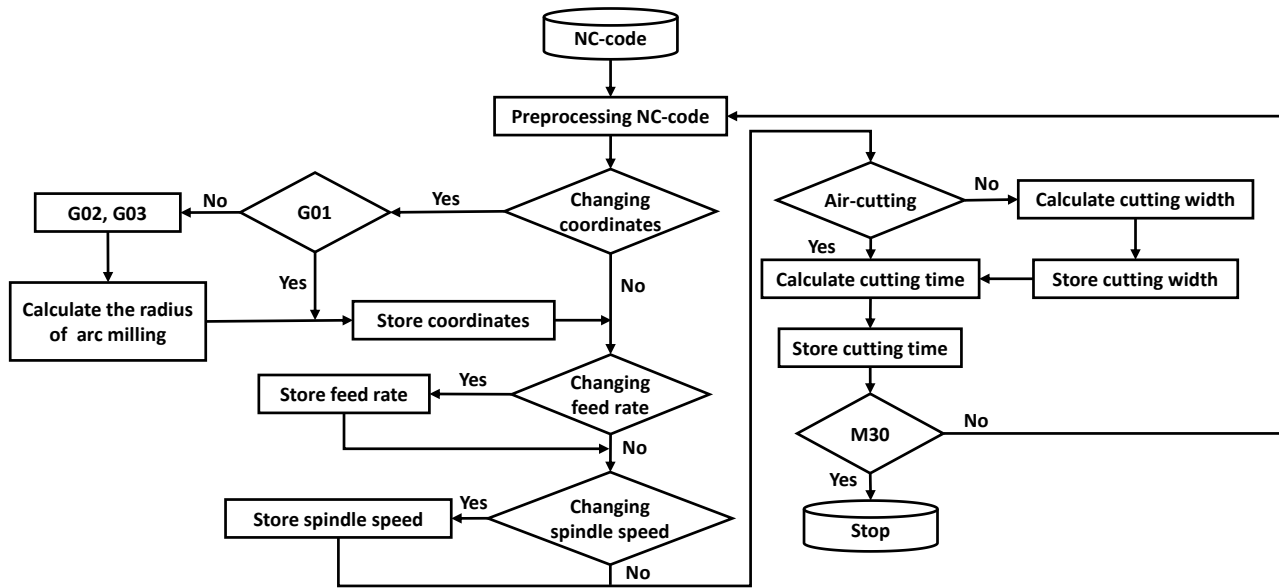 NC-code
Preprocessing NC-code
Changing
coordinates
Yes
G01
No
G02, G03
Yes
Calculate the radius
of arc milling
Store coordinates
No
Changing
feed rate
Yes
Store feed rate
No
Changing
spindle speed
Yes
Store spindle speed
No
Air-cutting
No
Calculate cutting width
Store cutting width
Yes
Calculate cutting time
Store cutting time
M30
No
Yes
Stop